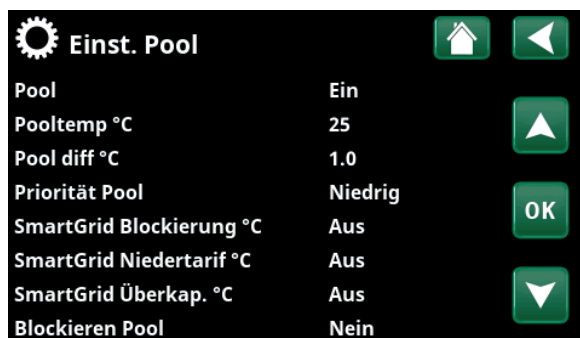 Einst. Pool
Pool Ein
Pooltemp °C 25
Pool diff °C 1.0
Priorität Pool Niedrig
OK
SmartGrid Blockierung °C Aus
SmartGrid Niedertarif °C Aus
SmartGrid Überkap. °C Aus
Blockieren Pool Nein